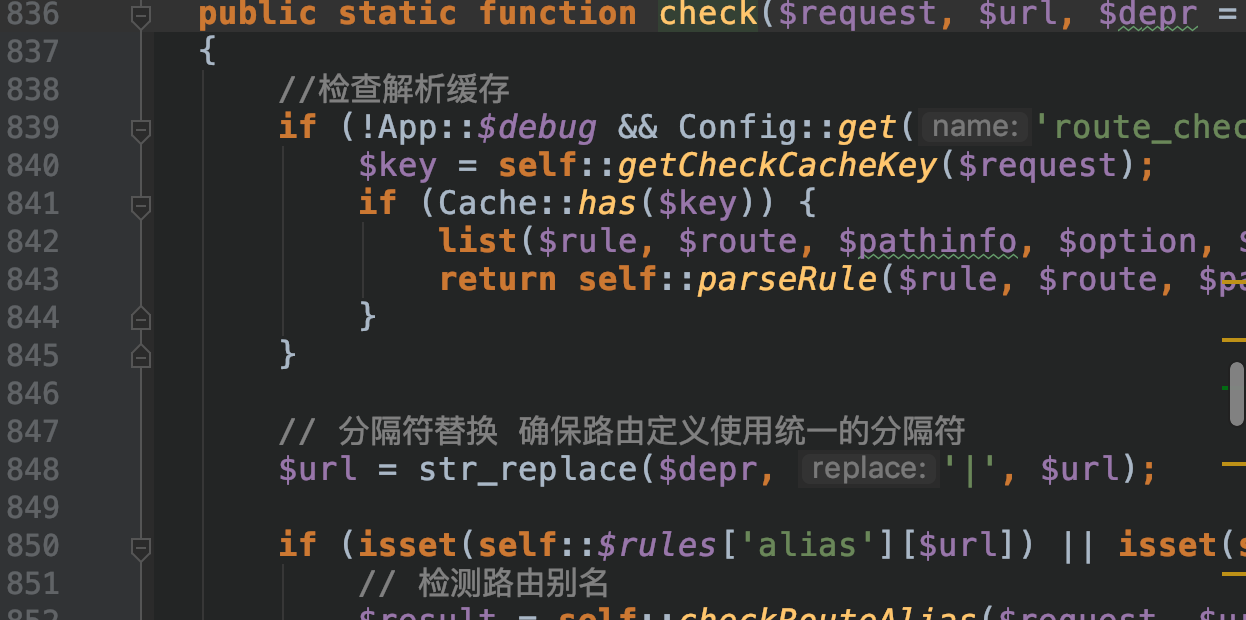 836 public static function check($request, $url, $depr =
837 {
838 //检查解析缓存
839 if (!App::$debug && Config::get( name: 'route_chec
840 $key = self::getCheckCacheKey($request);
841 if (Cache::has($key)) {
842 list($rule, $route, $pathinfo, $option, $
843 return self::parseRule($rule, $route, $pa
844 }
845 }
846
847 // 分隔符替换 确保路由定义使用统一的分隔符
848 $url = str_replace($depr, replace: '|', $url);
849
850 if (isset(self::$rules['alias'][$url]) || isset(s
851 // 检测路由别名
852 $result = self::checkRouteAlias($request, $u